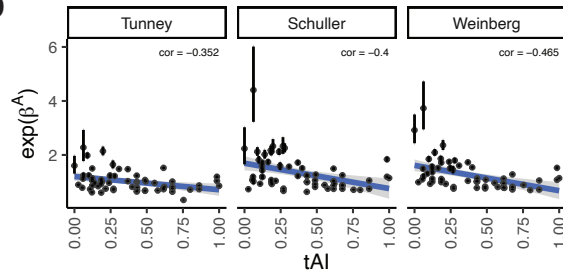 Tunney Schuller Weinberg
cor = −0.352 cor = −0.4 cor = −0.465
6
4
2
exp(β^A)
0.00 0.25 0.50 0.75 1.00 0.00 0.25 0.50 0.75 1.00 0.00 0.25 0.50 0.75 1.00
tAI